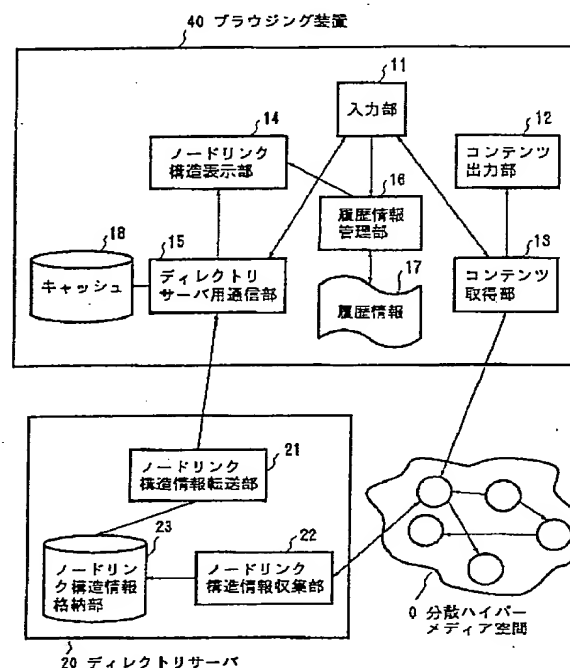 40 ブラウジング装置
11
入力部
12
コンテンツ
出力部
14
ノードリンク
構造表示部
16
履歴情報
管理部
13
コンテンツ
取得部
18
キャッシュ
15
ディレクトリ
サーバ用通信部
17
履歴情報
21
ノードリンク
構造情報転送部
23
ノードリン
ク構造情報
格納部
22
ノードリンク
構造情報収集部
0 分散ハイパー
メディア空間
20 ディレクトリサーバ